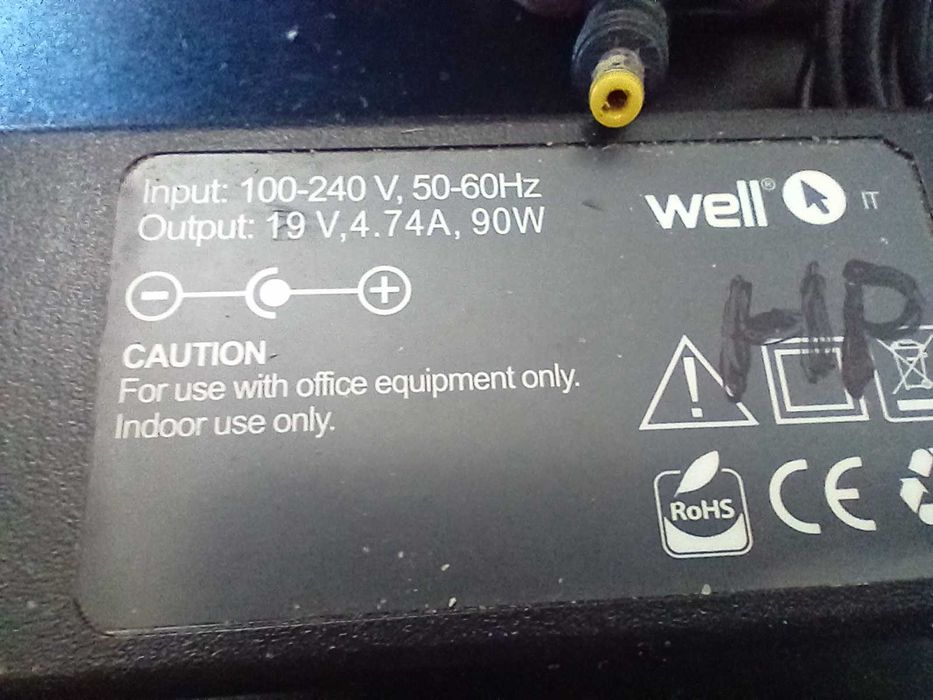 Input: 100-240 V, 50-60Hz
Output: 19 V,4.74A, 90W
well® IT
HP
CAUTION
For use with office equipment only.
Indoor use only.
RoHS
CE